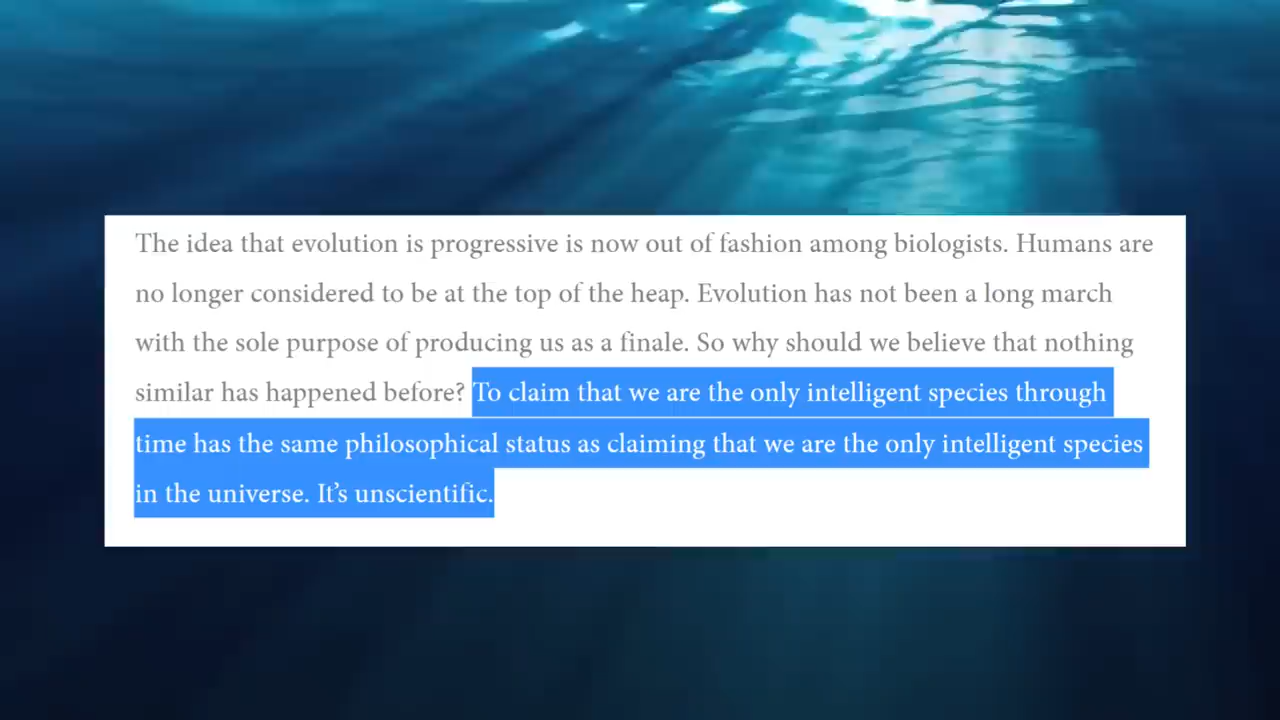 The idea that evolution is progressive is now out of fashion among biologists. Humans are
no longer considered to be at the top of the heap. Evolution has not been a long march
with the sole purpose of producing us as a finale. So why should we believe that nothing
similar has happened before? To claim that we are the only intelligent species through
time has the same philosophical status as claiming that we are the only intelligent species
in the universe. It’s unscientific.